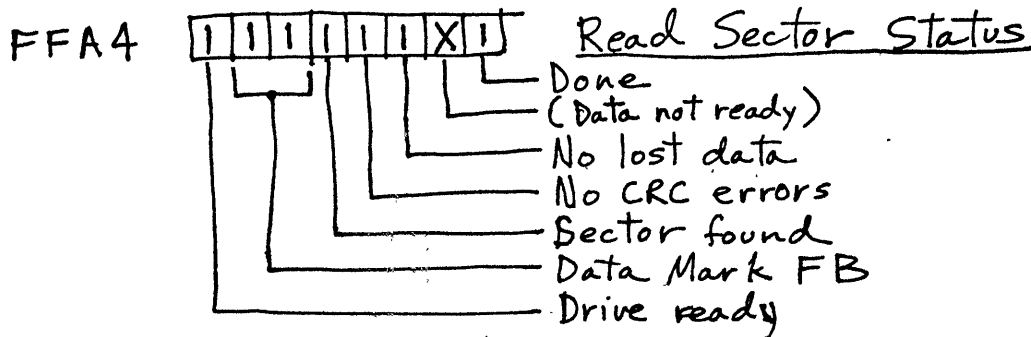 FFA4 1 1 1 1 1 1 X 1 Read Sector Status
Done
(Data not ready)
No lost data
No CRC errors
Sector found
Data Mark FB
Drive ready